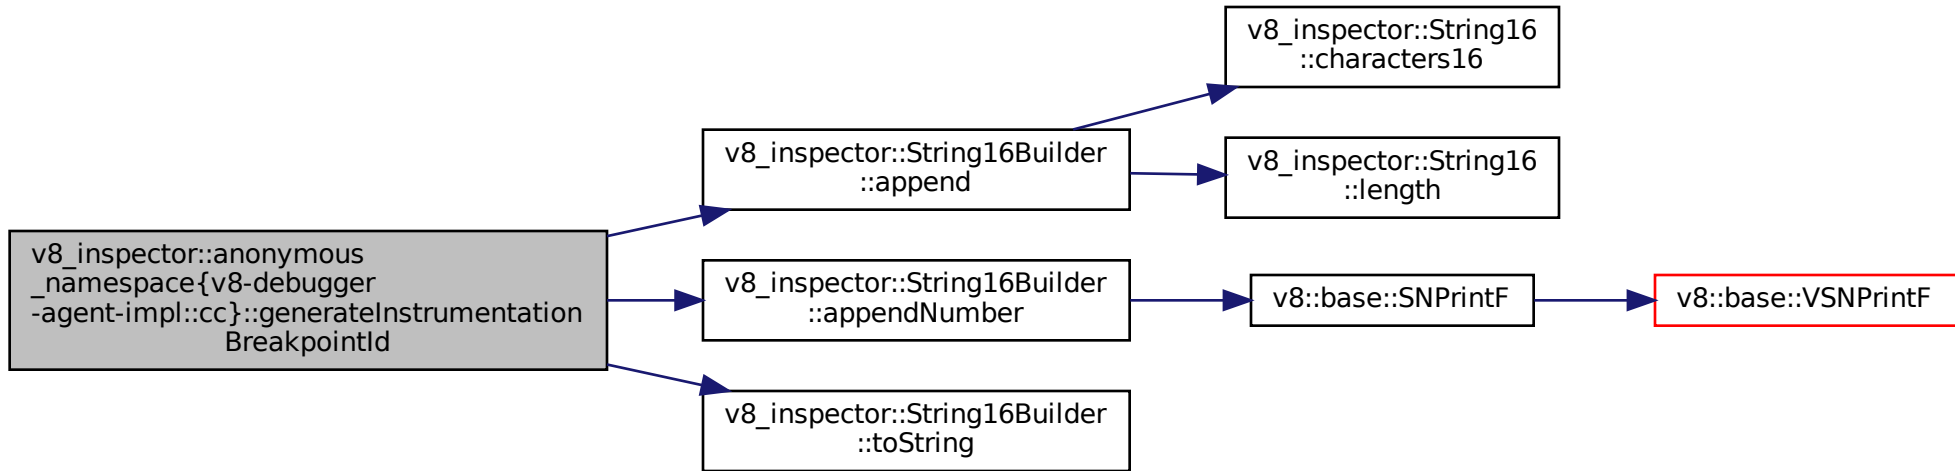 v8_inspector::String16
::characters16
v8_inspector::String16Builder
::append
v8_inspector::String16
::length
v8_inspector::anonymous
_namespace{v8-debugger
-agent-impl::cc}::generateInstrumentation
BreakpointId
v8_inspector::String16Builder
::appendNumber
v8::base::SNPrintF
v8::base::VSNPrintF
v8_inspector::String16Builder
::toString